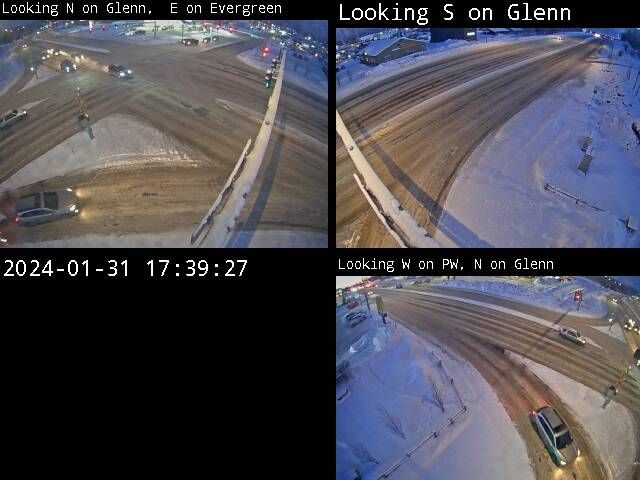 Looking N on Glenn,  E on Evergreen
Looking S on Glenn
2024-01-31 17:39:27
Looking W on PW, N on Glenn